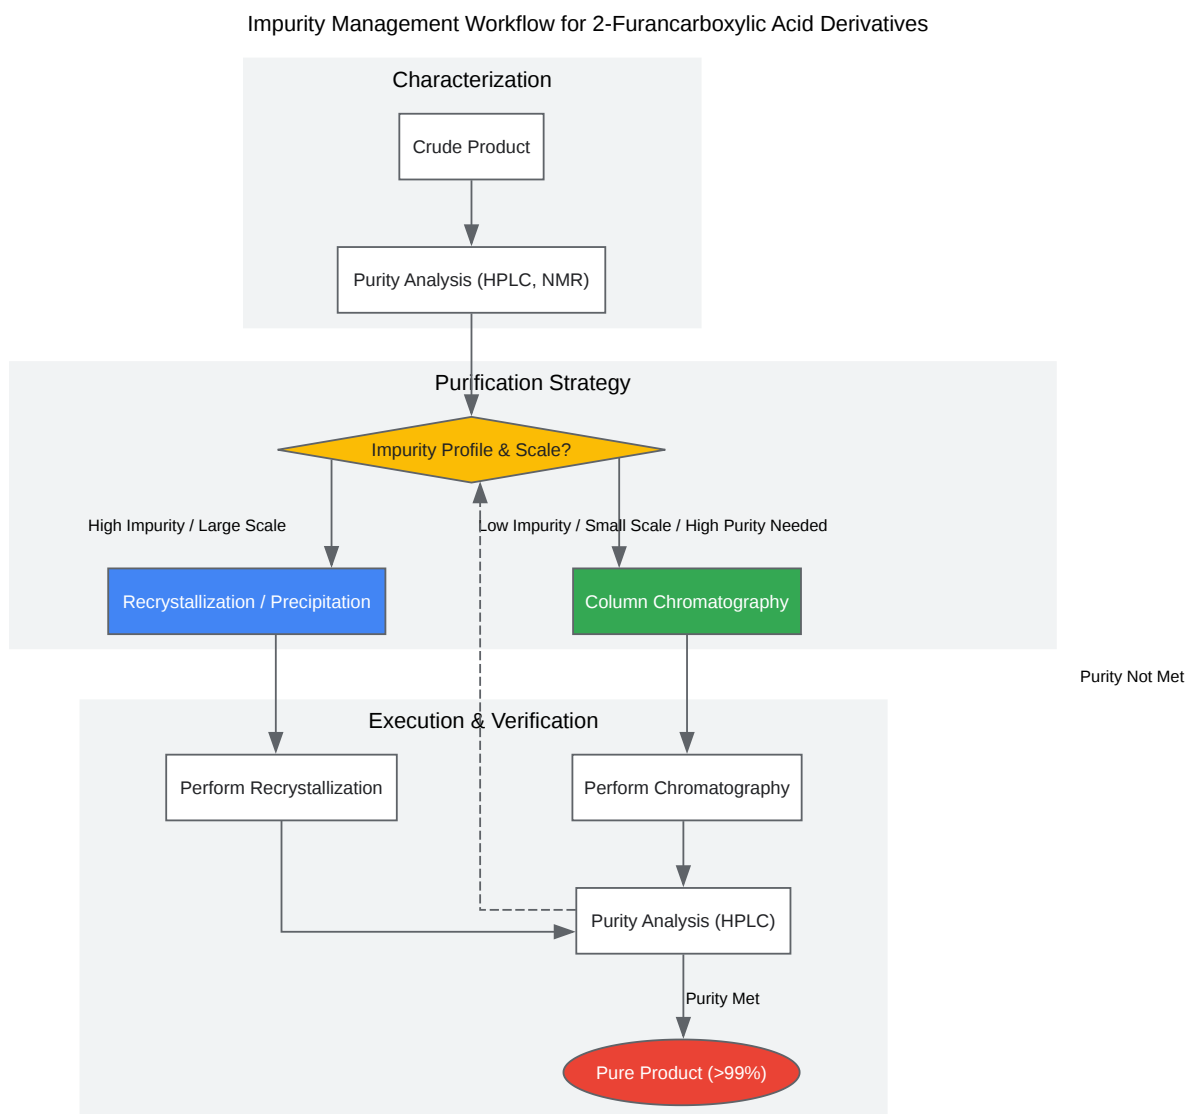 Impurity Management Workflow for 2-Furancarboxylic Acid Derivatives
Characterization
Crude Product
Purity Analysis (HPLC, NMR)
Purification Strategy
Impurity Profile & Scale?
High Impurity / Large Scale
Low Impurity / Small Scale / High Purity Needed
Recrystallization / Precipitation
Column Chromatography
Purity Not Met
Execution & Verification
Perform Recrystallization
Perform Chromatography
Purity Analysis (HPLC)
Purity Met
Pure Product (>99%)